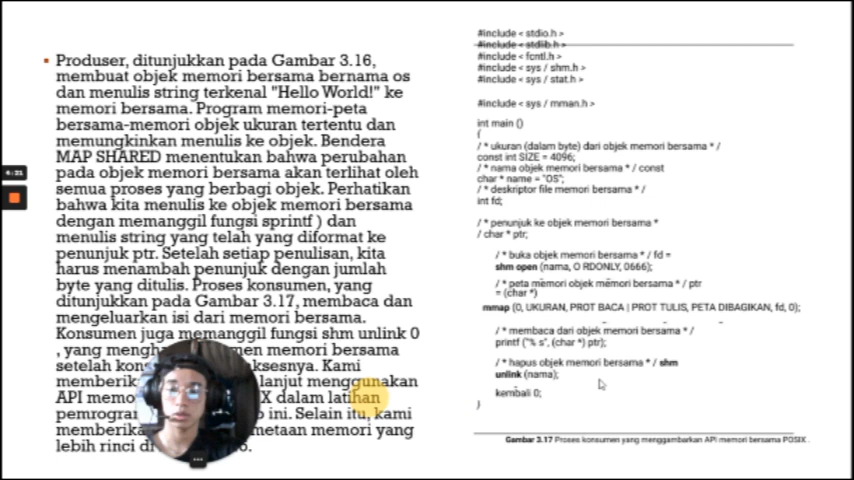 Produser, ditunjukkan pada Gambar 3.16,
membuat objek memori bersama bernama os
dan menulis string terkenal "Hello World!" ke
memori bersama. Program memori-peta
bersama-memori objek ukuran tertentu dan
memungkinkan menulis ke objek. Bendera
MAP SHARED menentukan bahwa perubahan
pada objek memori bersama akan terlihat oleh
semua proses yang berbagi objek. Perhatikan
bahwa kita menulis ke objek memori bersama
dengan memanggil fungsi sprintf ) dan
menulis string yang telah yang diformat ke
penunjuk ptr. Setelah setiap penulisan, kita
harus menambah penunjuk dengan jumlah
byte yang ditulis. Proses konsumen, yang
ditunjukkan pada Gambar 3.17, membaca dan
mengeluarkan isi dari memori bersama.
Konsumen juga memanggil fungsi shm unlink 0
, yang memori bersama
setelah Kami
lanjut menggunakan
API dalam latihan
ini. Selain itu, kami
memori yang
lebih rinci
4:21
#include < stdio.h >
#include < stdlib.h >
#include < fcntl.h >
#include < sys / shm.h >
#include < sys / stat.h >
#include < sys / mman.h >
int main ()
{
/ * ukuran (dalam byte) dari objek memori bersama * /
const int SIZE = 4096;
/ * nama objek memori bersama * / const
char * name = "OS";
/ * deskriptor file memori bersama * /
int fd;
/ * penunjuk ke objek memori bersama *
/ char * ptr;
/ * buka objek memori bersama * / fd =
shm open (nama, O RDONLY, 0666);
/ * peta memori objek memori bersama * / ptr
= (char *)
mmap (0, UKURAN, PROT BACA | PROT TULIS, PETA DIBAGIKAN, fd, 0);
/ * membaca dari objek memori bersama * /
printf ("% s", (char *) ptr);
/ * hapus objek memori bersama * / shm
unlink (nama);
kembali 0;
}
Gambar 3.17 Proses konsumen yang menggambarkan API memori bersama POSIX .